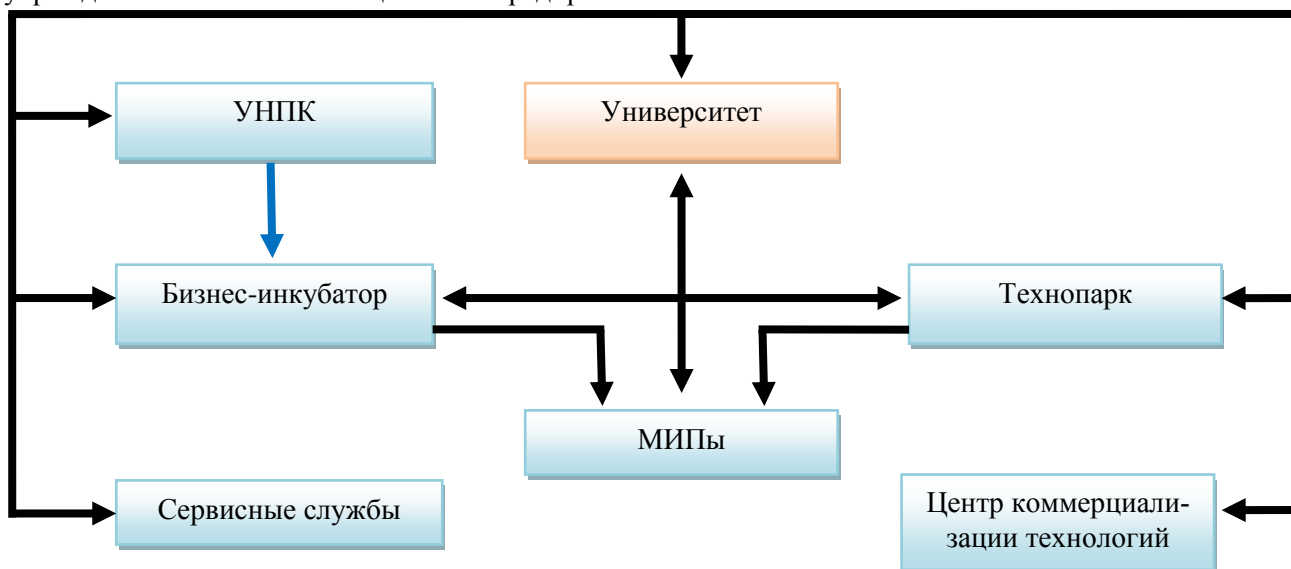 УНПК
Университет
Бизнес-инкубатор
Технопарк
МИПы
Сервисные службы
Центр коммерциали-
зации технологий